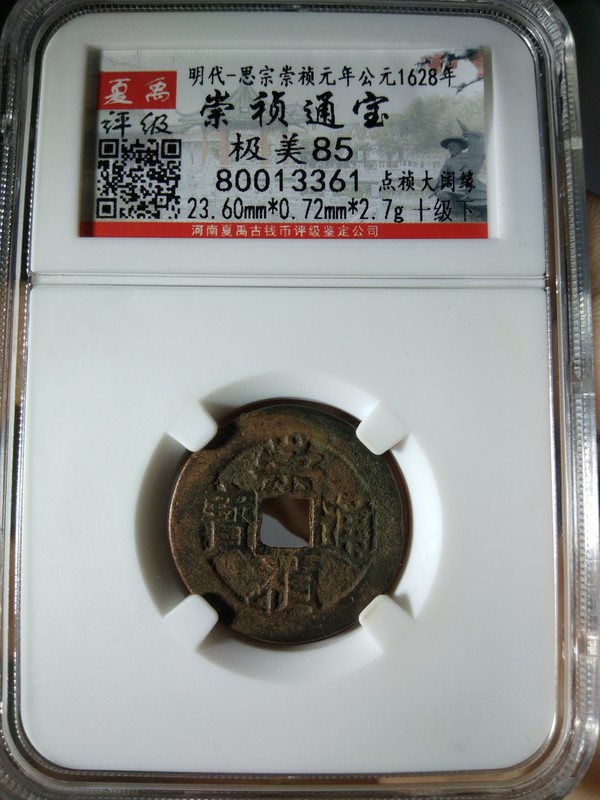 夏禹
评级
明代-思宗崇祯元年公元1628年
崇祯通宝
极美85
80013361 点祯大阔缘
23.60mm*0.72mm*2.7g 十级下
河南夏禹古钱币评级鉴定公司
崇
寶 通
禎